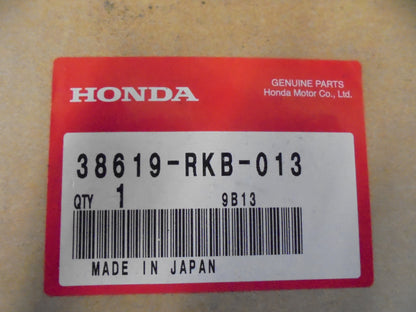 HONDA
GENUINE PARTS
Honda Motor Co., Ltd.
38619-RKB-013
QTY 1 9B13
MADE IN JAPAN